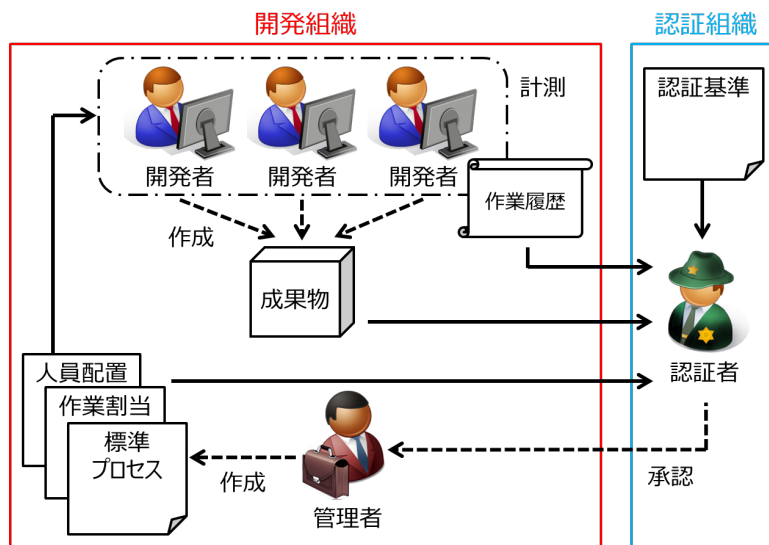 開発組織
認証組織
計測
認証基準
開発者
開発者
開発者
作業履歴
作成
成果物
認証者
人員配置
作業割当
標準
プロセス
作成
管理者
承認